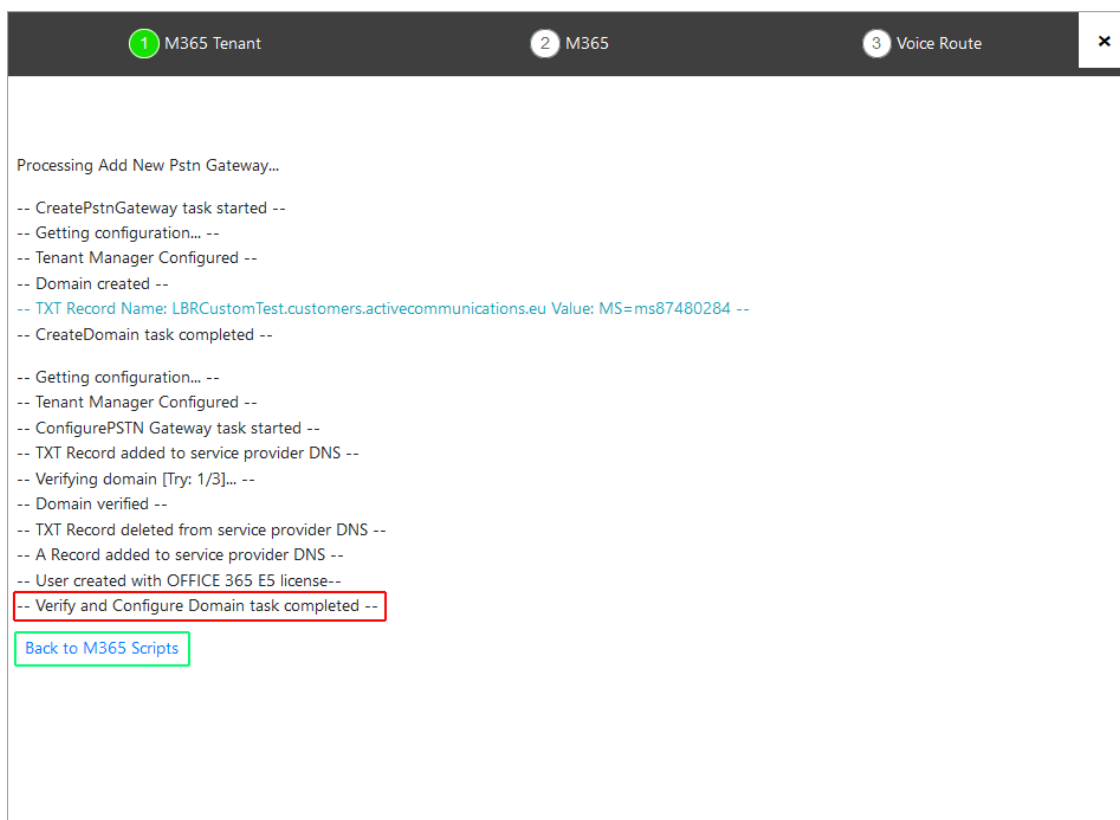 1 M365 Tenant 2 M365 3 Voice Route ×
Processing Add New Pstn Gateway...
-- CreatePstnGateway task started --
-- Getting configuration... --
-- Tenant Manager Configured --
-- Domain created --
-- TXT Record Name: LBRCustomTest.customers.activecommunications.eu Value: MS=ms87480284 --
-- CreateDomain task completed --
-- Getting configuration... --
-- Tenant Manager Configured --
-- ConfigurePSTN Gateway task started --
-- TXT Record added to service provider DNS --
-- Verifying domain [Try: 1/3]... --
-- Domain verified --
-- TXT Record deleted from service provider DNS --
-- A Record added to service provider DNS --
-- User created with OFFICE 365 E5 license--
-- Verify and Configure Domain task completed --
Back to M365 Scripts